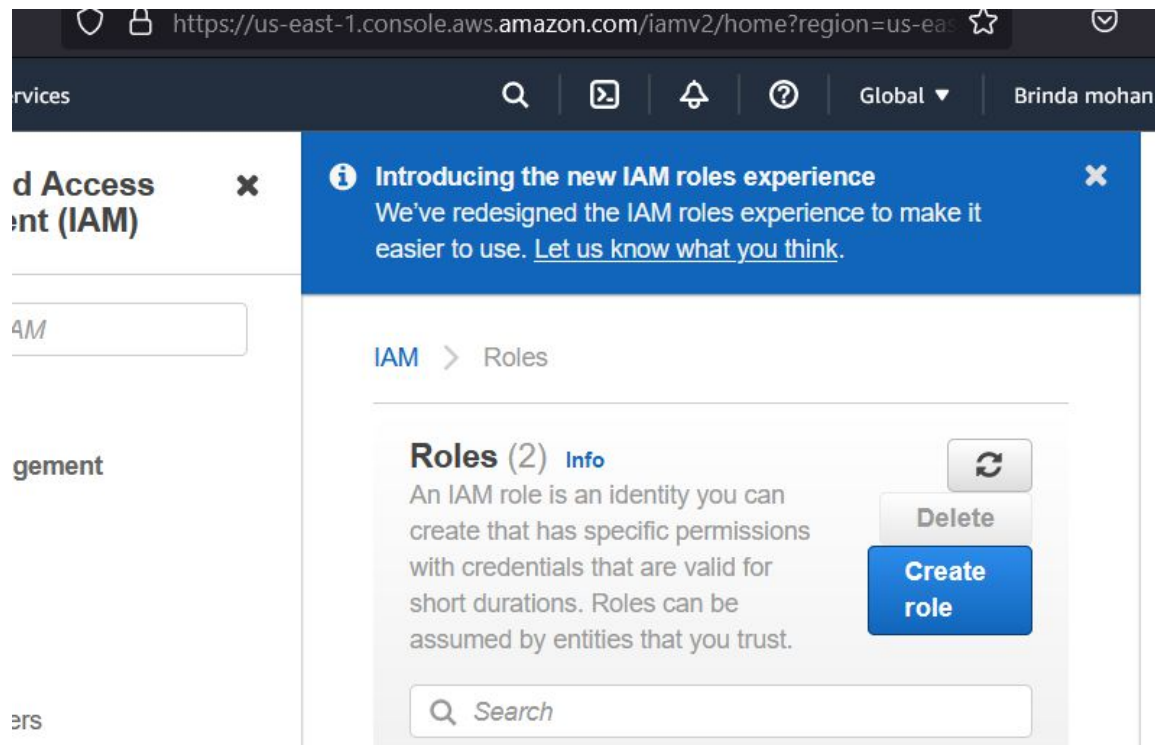 https://us-east-1.console.aws.amazon.com/iamv2/home?region=us-eas
rvices
Global
Brinda mohan
d Access
ent (IAM)
AM
gement
ers
Introducing the new IAM roles experience
We've redesigned the IAM roles experience to make it
easier to use. Let us know what you think.
IAM > Roles
Roles (2) Info
An IAM role is an identity you can
create that has specific permissions
with credentials that are valid for
short durations. Roles can be
assumed by entities that you trust.
Delete
Create
role
Search